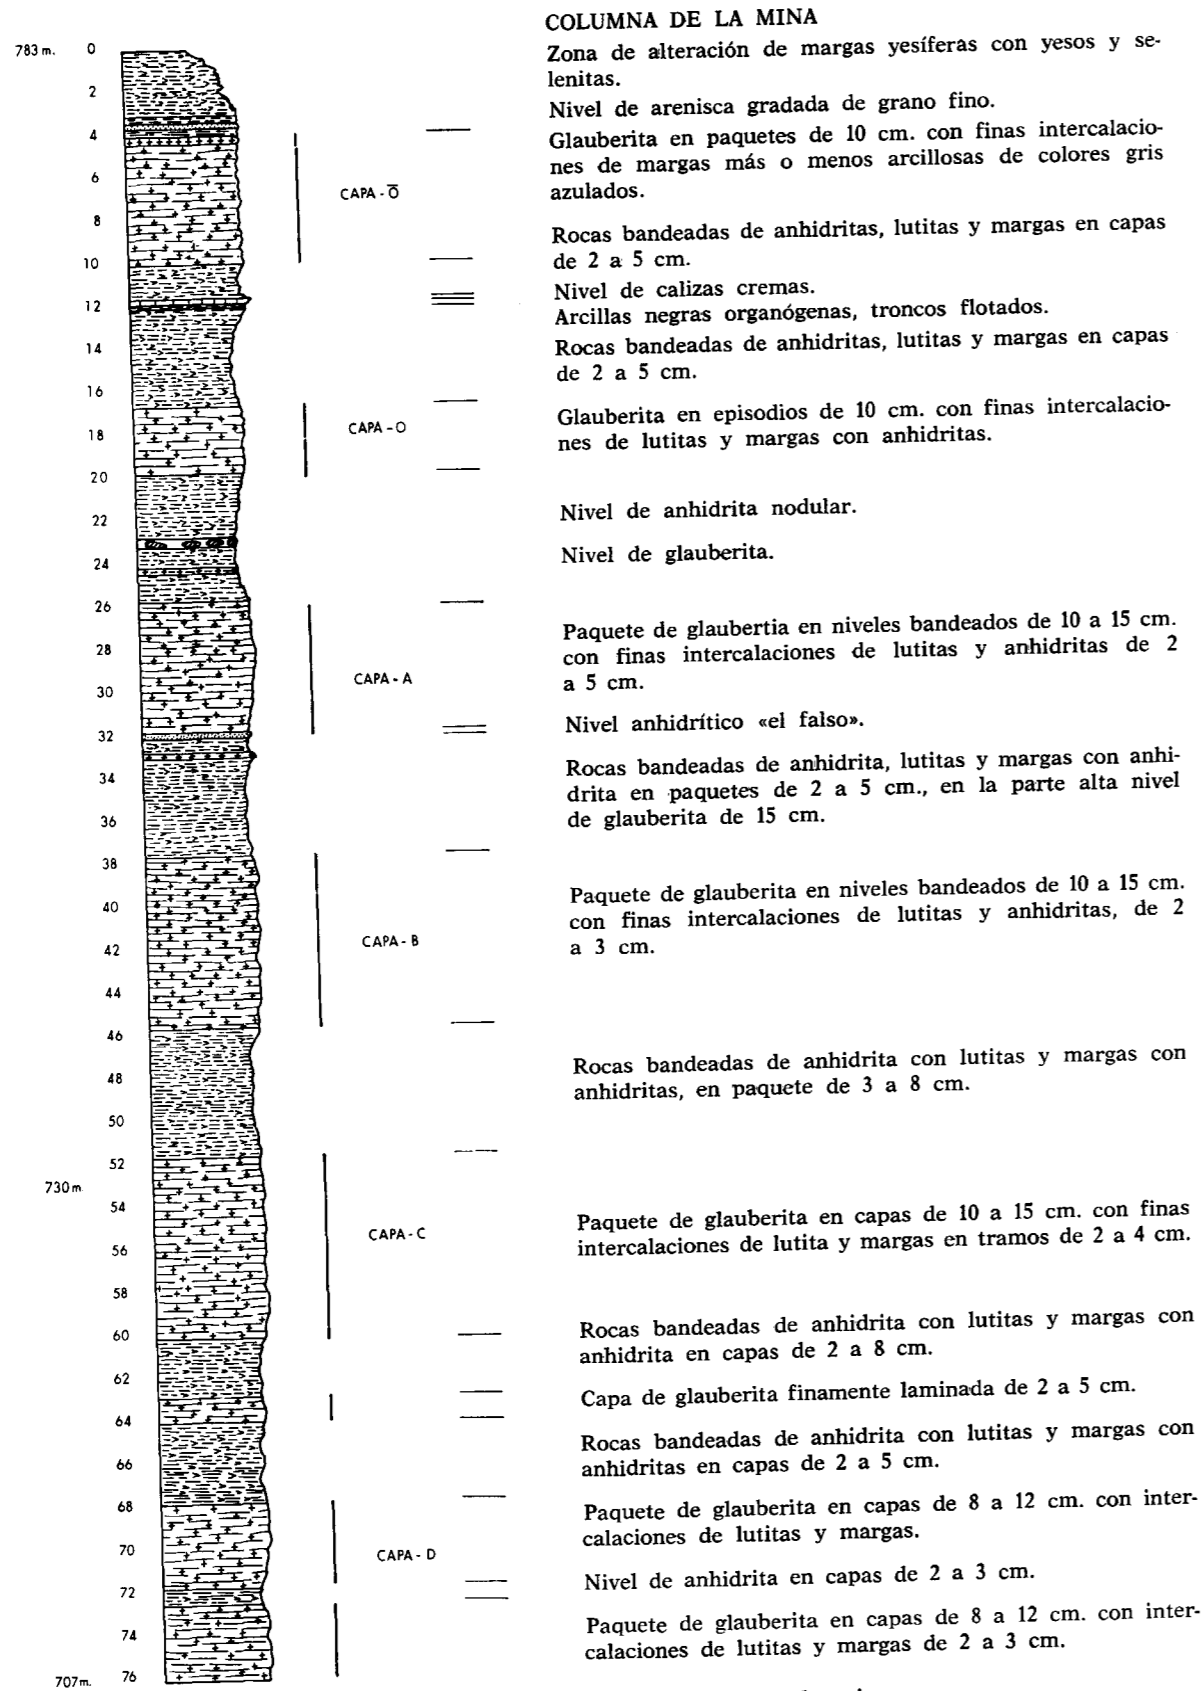 COLUMNA DE LA MINA
783 m. 0
Zona de alteración de margas yesíferas con yesos y se-
lenitas.
2
Nivel de arenisca gradada de grano fino.
4
Glauberita en paquetes de 10 cm. con finas intercalacio-
nes de margas más o menos arcillosas de colores gris
azulados.
6
CAPA - Ō
8
Rocas bandeadas de anhidritas, lutitas y margas en capas
de 2 a 5 cm.
10
Nivel de calizas cremas.
12
Arcillas negras organógenas, troncos flotados.
14
Rocas bandeadas de anhidritas, lutitas y margas en capas
de 2 a 5 cm.
16
Glauberita en episodios de 10 cm. con finas intercalacio-
nes de lutitas y margas con anhidritas.
18
CAPA - O
20
Nivel de anhidrita nodular.
22
Nivel de glauberita.
24
26
Paquete de glaubertia en niveles bandeados de 10 a 15 cm.
con finas intercalaciones de lutitas y anhidritas de 2
a 5 cm.
28
CAPA - A
30
Nivel anhidrítico «el falso».
32
Rocas bandeadas de anhidrita, lutitas y margas con anhi-
drita en paquetes de 2 a 5 cm., en la parte alta nivel
de glauberita de 15 cm.
34
36
38
Paquete de glauberita en niveles bandeados de 10 a 15 cm.
con finas intercalaciones de lutitas y anhidritas, de 2
a 3 cm.
40
CAPA - B
42
44
46
Rocas bandeadas de anhidrita con lutitas y margas con
anhidritas, en paquete de 3 a 8 cm.
48
50
52
730 m.
54
Paquete de glauberita en capas de 10 a 15 cm. con finas
intercalaciones de lutita y margas en tramos de 2 a 4 cm.
CAPA - C
56
58
60
Rocas bandeadas de anhidrita con lutitas y margas con
anhidrita en capas de 2 a 8 cm.
62
Capa de glauberita finamente laminada de 2 a 5 cm.
64
Rocas bandeadas de anhidrita con lutitas y margas con
anhidritas en capas de 2 a 5 cm.
66
68
Paquete de glauberita en capas de 8 a 12 cm. con inter-
calaciones de lutitas y margas.
70
CAPA - D
72
Nivel de anhidrita en capas de 2 a 3 cm.
74
Paquete de glauberita en capas de 8 a 12 cm. con inter-
calaciones de lutitas y margas de 2 a 3 cm.
707 m. 76